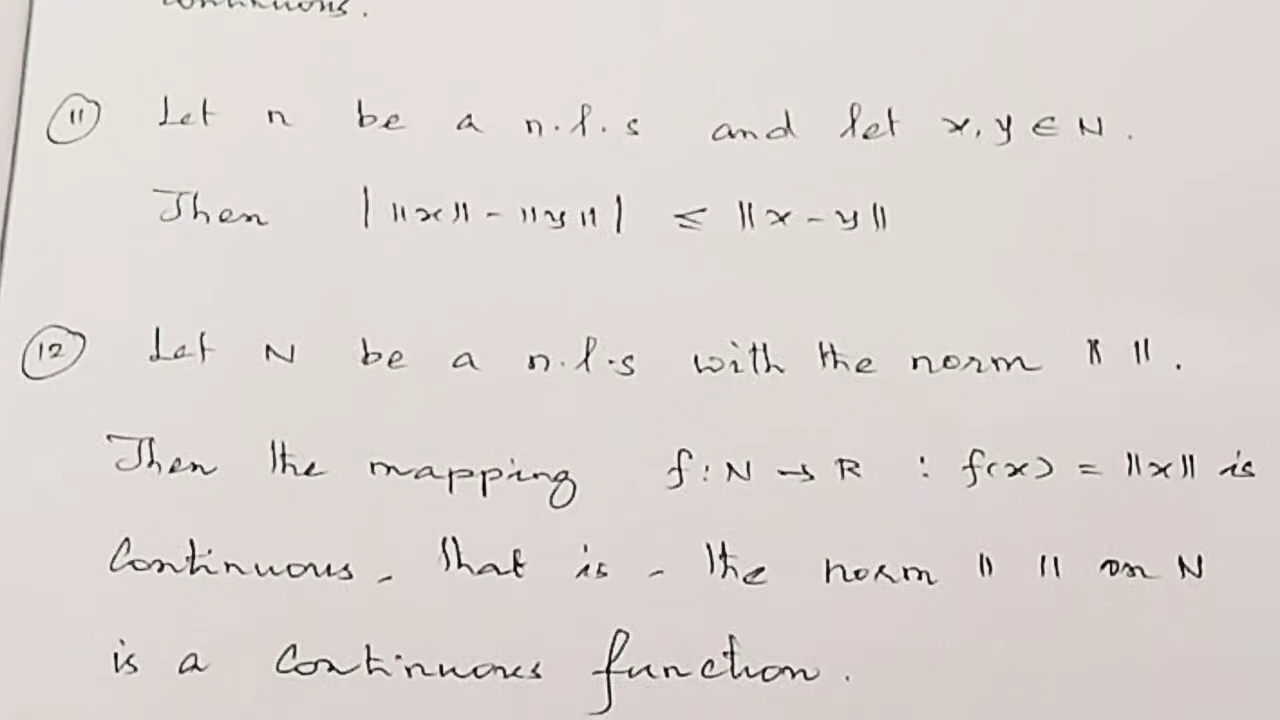 continuous.
(11) Let n be a n.l.s and let x, y ∈ N.
Then | ||x|| - ||y|| | ≤ ||x - y||
(12) Let N be a n.l.s with the norm || ||.
Then the mapping f : N → R : f(x) = ||x|| is
Continuous, that is, the norm || || on N
is a continuous function.